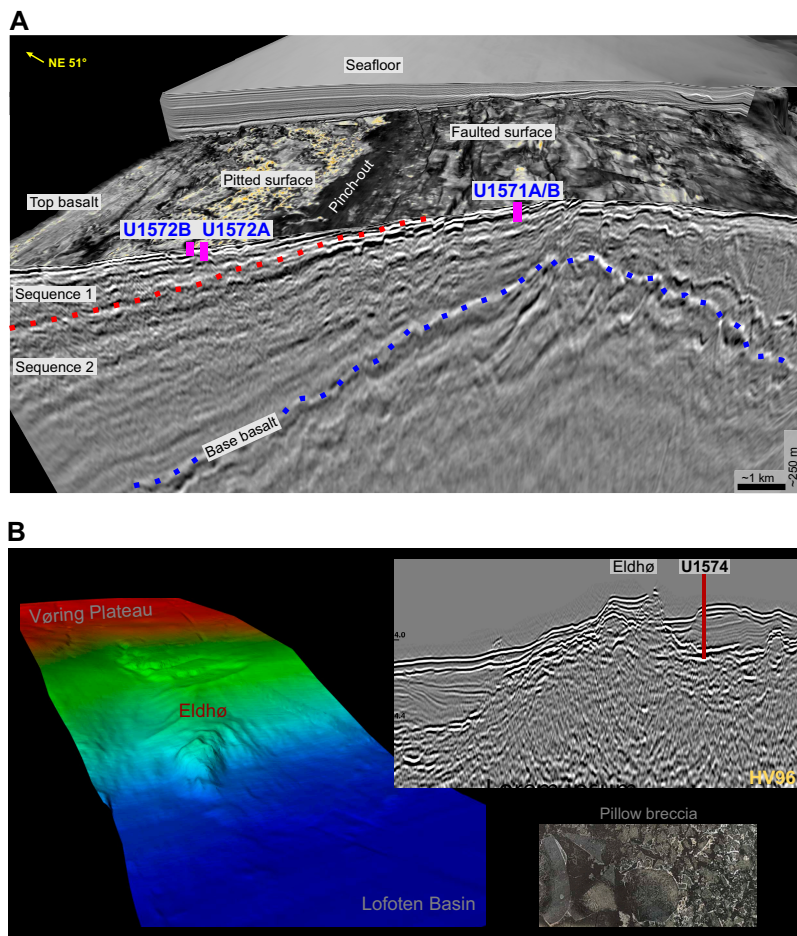 A
NE 51°
Seafloor
Faulted surface
Pitted surface
Pinch-out
U1571A/B
Top basalt
U1572B U1572A
Sequence 1
Sequence 2
Base basalt
~1 km
~250 m
B
Vøring Plateau
Eldhø
Lofoten Basin
Eldhø U1574
4.0
4.4
HV96
Pillow breccia